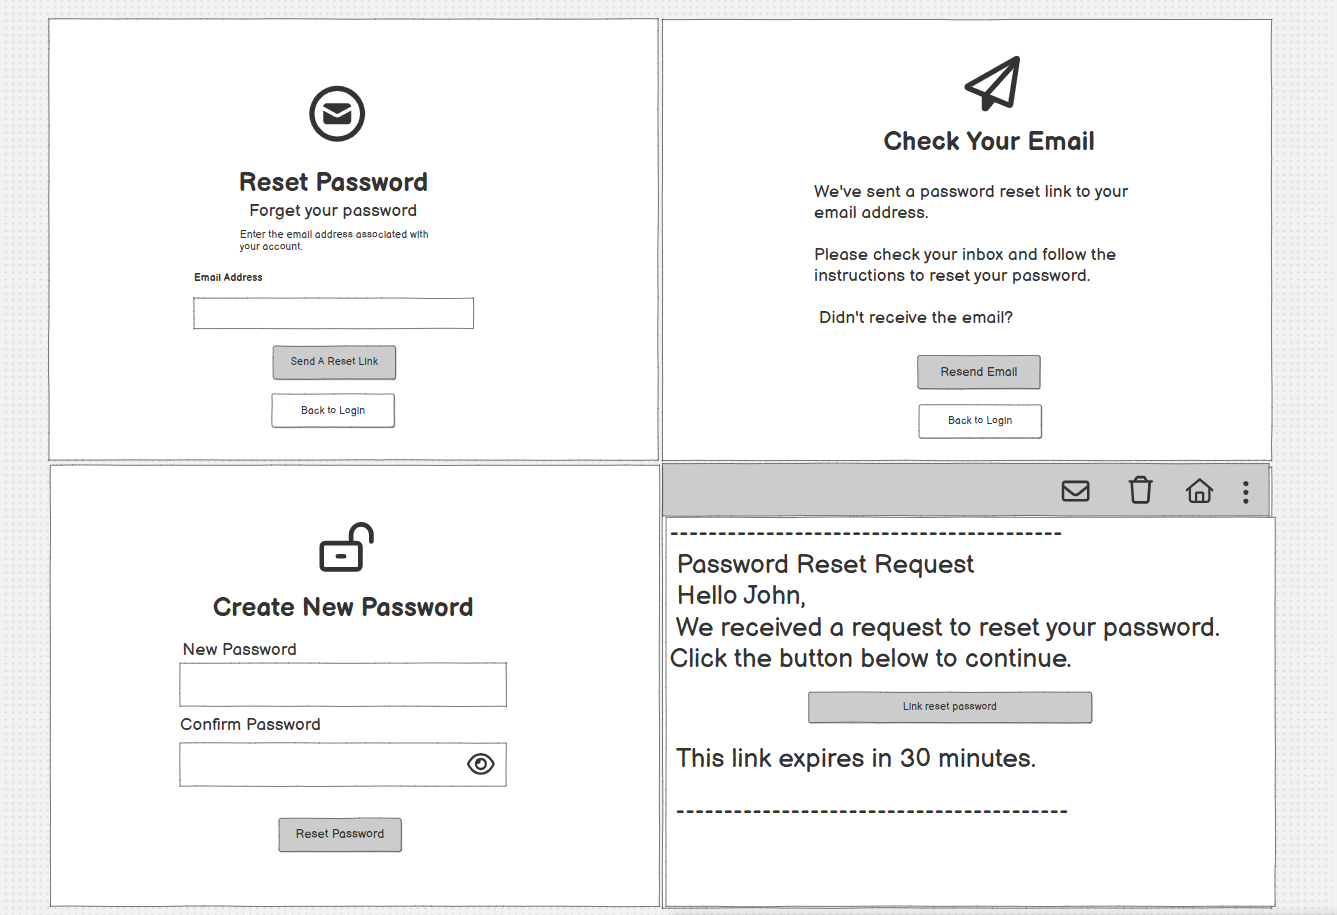 Reset Password
Forget your password
Enter the email address associated with
your account.
Email Address
Send A Reset Link
Back to Login
Check Your Email
We've sent a password reset link to your
email address.
Please check your inbox and follow the
instructions to reset your password.
Didn't receive the email?
Resend Email
Back to Login
Create New Password
New Password
Confirm Password
Reset Password
-----------------------------------------
Password Reset Request
Hello John,
We received a request to reset your password.
Click the button below to continue.
Link reset password
This link expires in 30 minutes.
-----------------------------------------